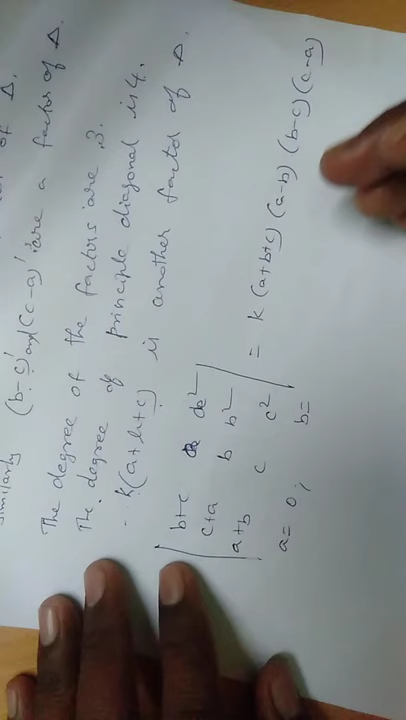 of Δ.
Similarly (b-c) and (c-a) are a factor of Δ.
The degree of the factors are 3.
The degree of principle diagonal is 4.
∴ k(a+b+c) is another factor of Δ.
| b+c a a² |
| c+a b b² | = k (a+b+c) (a-b) (b-c) (c-a)
| a+b c c² |
a = 0, b =